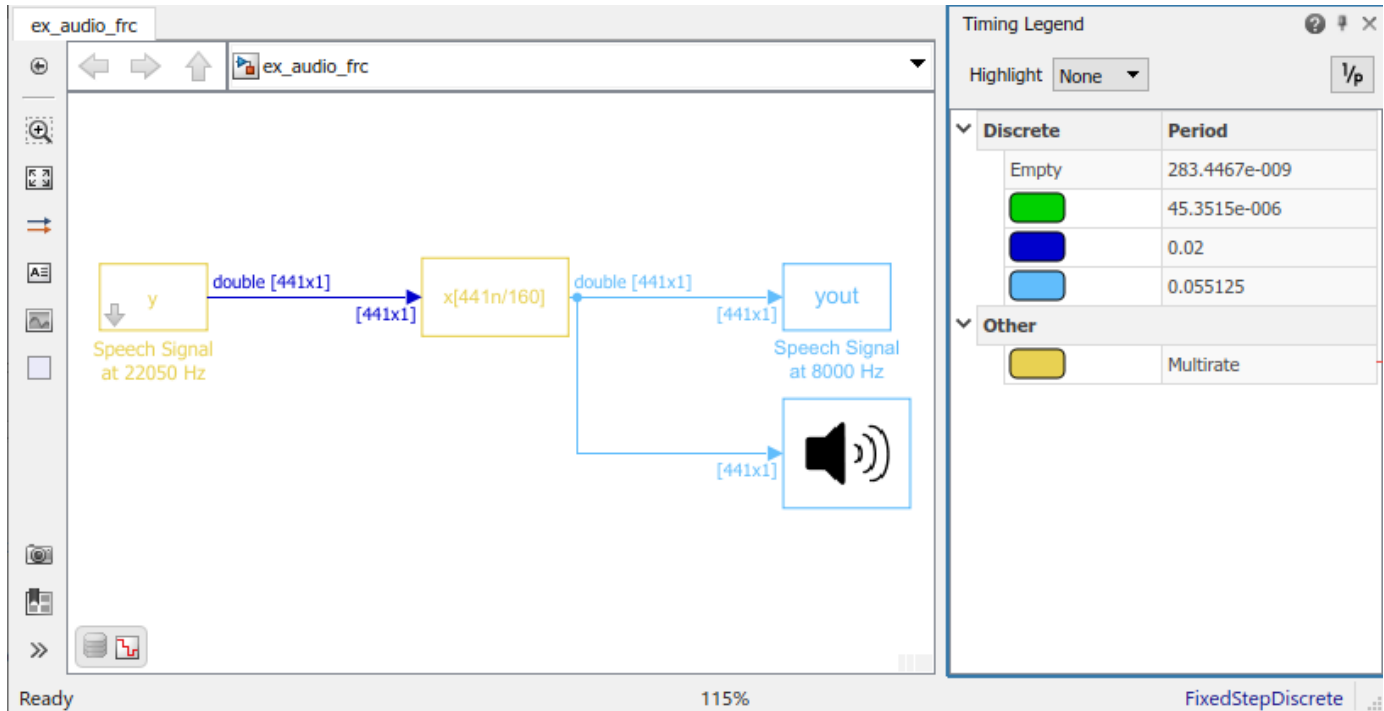 ex_audio_frc
ex_audio_frc
y
double [441x1]
[441x1]
Speech Signal
at 22050 Hz
x[441n/160]
double [441x1]
[441x1]
yout
Speech Signal
at 8000 Hz
[441x1]
Ready
115%
FixedStepDiscrete
Timing Legend
Highlight None
1/p
Discrete Period
Empty 283.4467e-009
45.3515e-006
0.02
0.055125
Other
Multirate